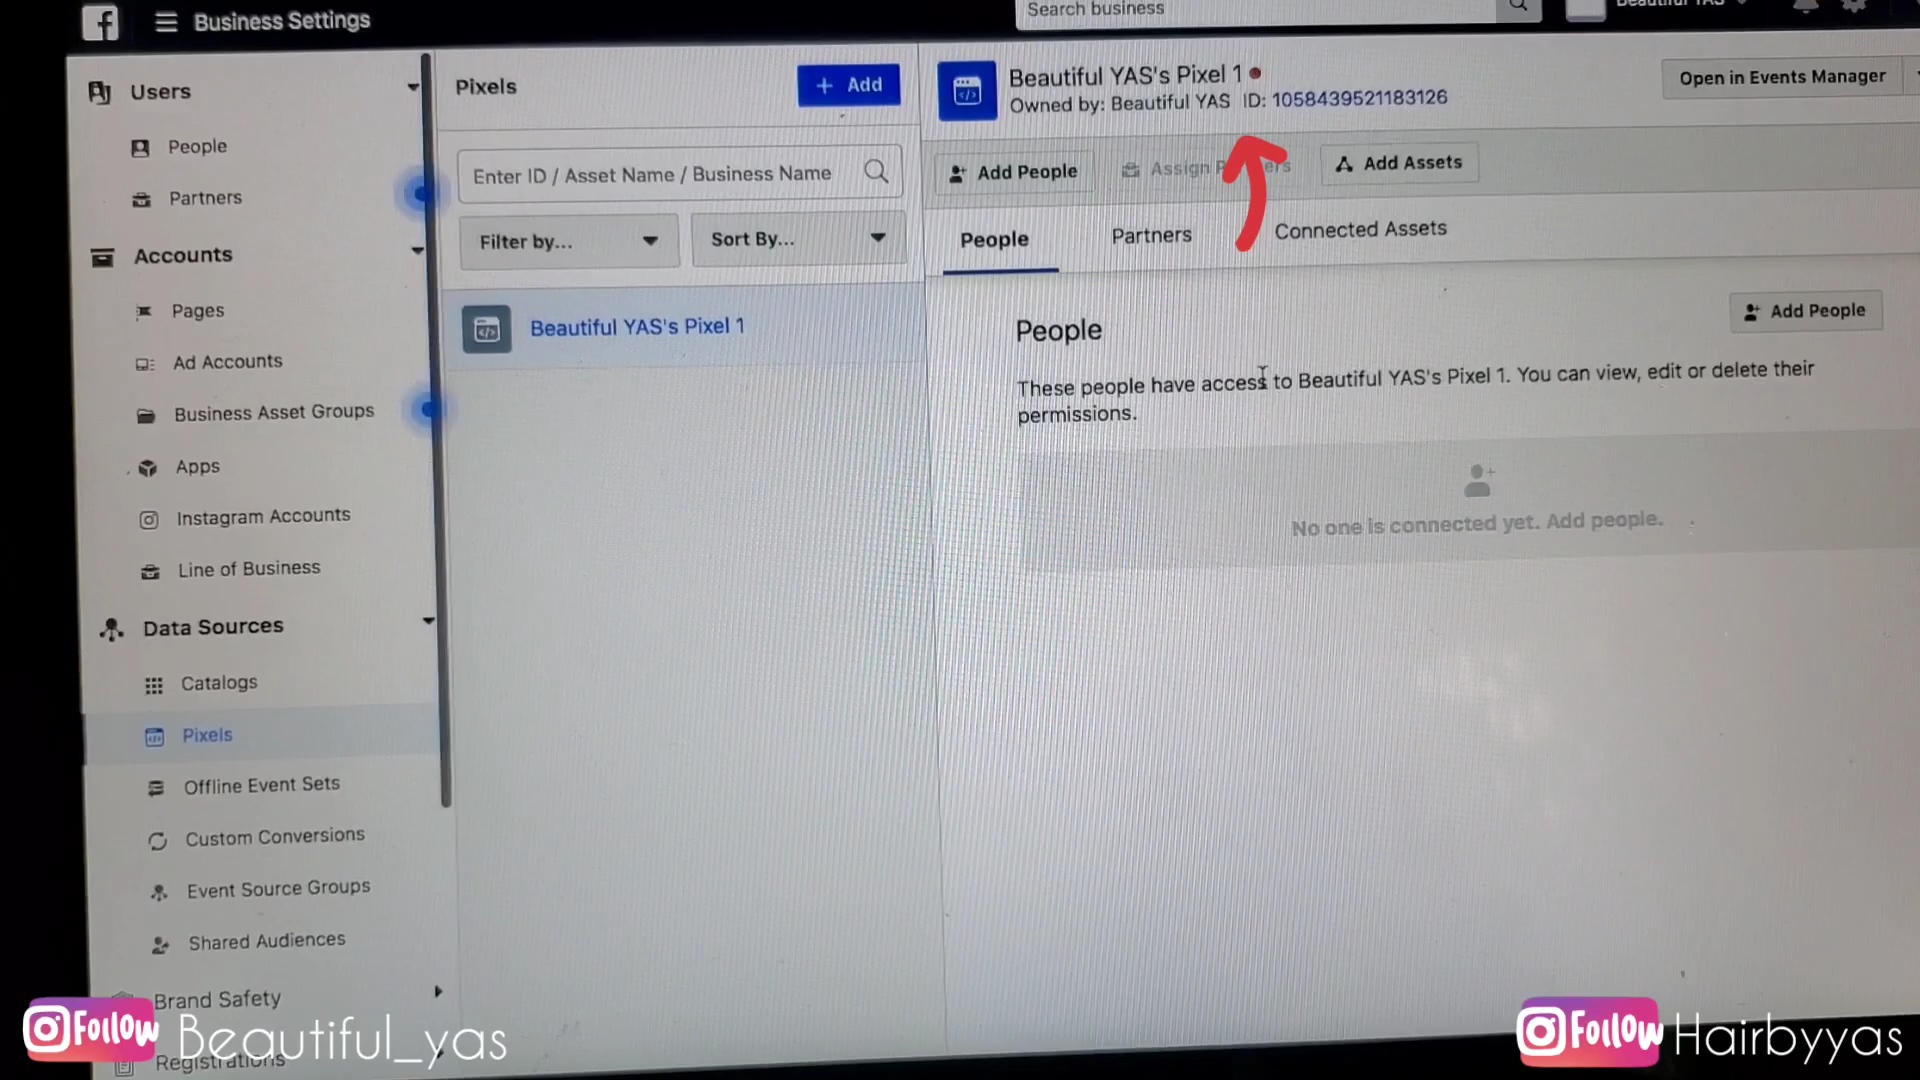 Business Settings
Search business
Users
People
Partners
Accounts
Pages
Ad Accounts
Business Asset Groups
Apps
Instagram Accounts
Line of Business
Data Sources
Catalogs
Pixels
Offline Event Sets
Custom Conversions
Event Source Groups
Shared Audiences
Brand Safety
Registrations
Pixels
+ Add
Enter ID / Asset Name / Business Name
Filter by...
Sort By...
Beautiful YAS's Pixel 1
Beautiful YAS's Pixel 1
Owned by: Beautiful YAS ID: 1058439521183126
Open in Events Manager
Add People
Assign
Add Assets
People
Partners
Connected Assets
People
Add People
These people have access to Beautiful YAS's Pixel 1. You can view, edit or delete their
permissions.
No one is connected yet. Add people.
Follow Beautiful_yas
Follow Hairbyyas